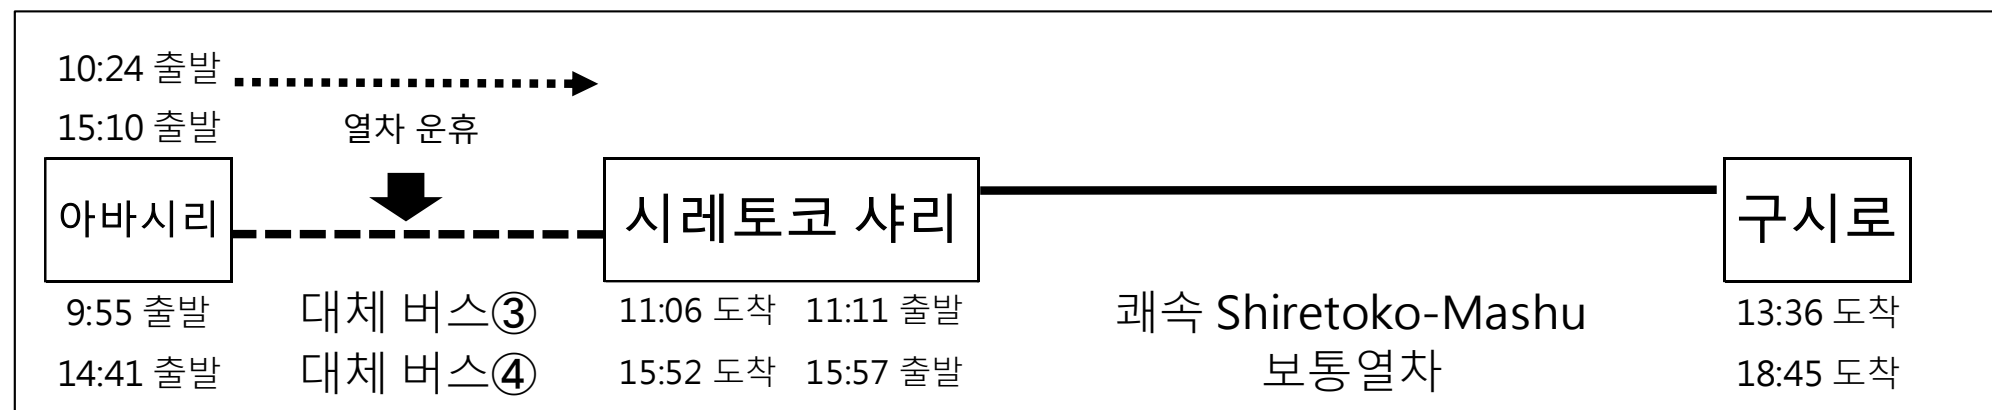 10:24 출발
15:10 출발 열차 운휴
아바시리 시레토코 샤리 구시로
9:55 출발 대체 버스③ 11:06 도착 11:11 출발 쾌속 Shiretoko-Mashu 13:36 도착
14:41 출발 대체 버스④ 15:52 도착 15:57 출발 보통열차 18:45 도착